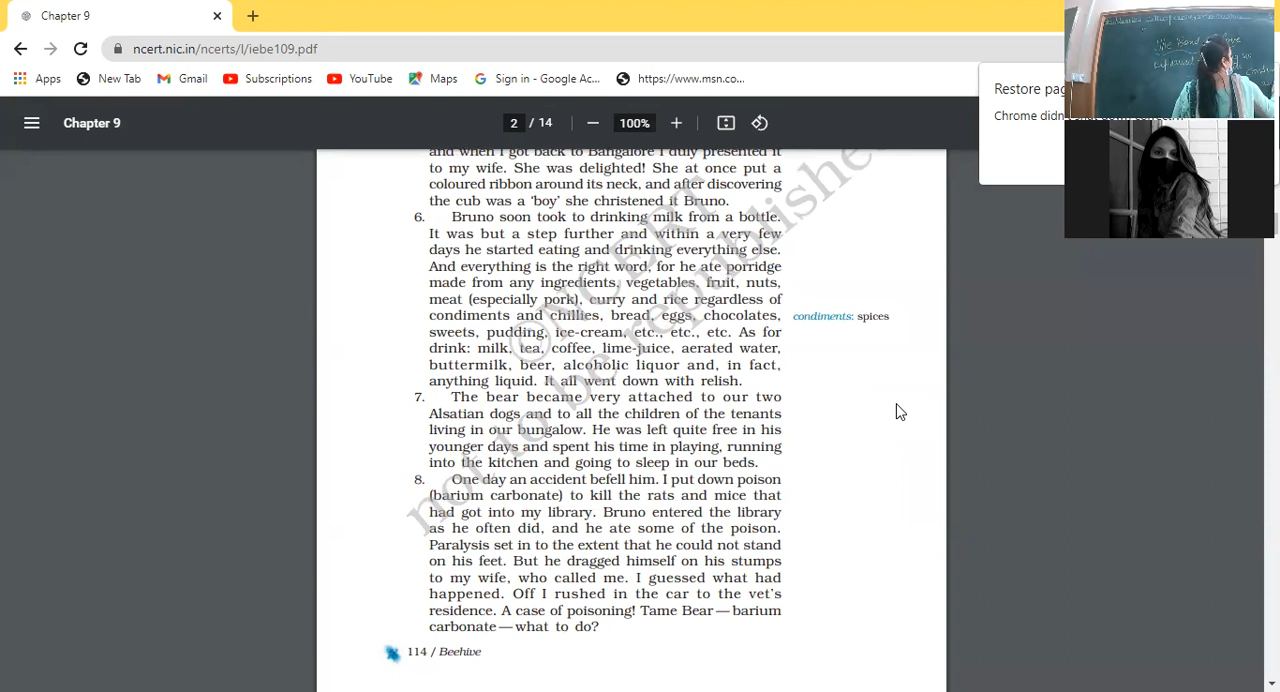 Chapter 9
ncert.nic.in/ncerts/l/iebe109.pdf
Apps New Tab Gmail Subscriptions YouTube Maps Sign in - Google Ac... https://www.msn.co...
Restore pag
Chrome didn
Chapter 9 2 / 14 100%
The Bond of Love
and when I got back to Bangalore I duly presented it
to my wife. She was delighted! She at once put a
coloured ribbon around its neck, and after discovering
the cub was a ‘boy’ she christened it Bruno.
6. Bruno soon took to drinking milk from a bottle.
It was but a step further and within a very few
days he started eating and drinking everything else.
And everything is the right word, for he ate porridge
made from any ingredients, vegetables, fruit, nuts,
meat (especially pork), curry and rice regardless of
condiments and chillies, bread, eggs, chocolates,
condiments: spices
sweets, pudding, ice-cream, etc., etc., etc. As for
drink: milk, tea, coffee, lime-juice, aerated water,
buttermilk, beer, alcoholic liquor and, in fact,
anything liquid. It all went down with relish.
7. The bear became very attached to our two
Alsatian dogs and to all the children of the tenants
living in our bungalow. He was left quite free in his
younger days and spent his time in playing, running
into the kitchen and going to sleep in our beds.
8. One day an accident befell him. I put down poison
(barium carbonate) to kill the rats and mice that
had got into my library. Bruno entered the library
as he often did, and he ate some of the poison.
Paralysis set in to the extent that he could not stand
on his feet. But he dragged himself on his stumps
to my wife, who called me. I guessed what had
happened. Off I rushed in the car to the vet’s
residence. A case of poisoning! Tame Bear — barium
carbonate — what to do?
114 / Beehive
©NCERT
not to be republished